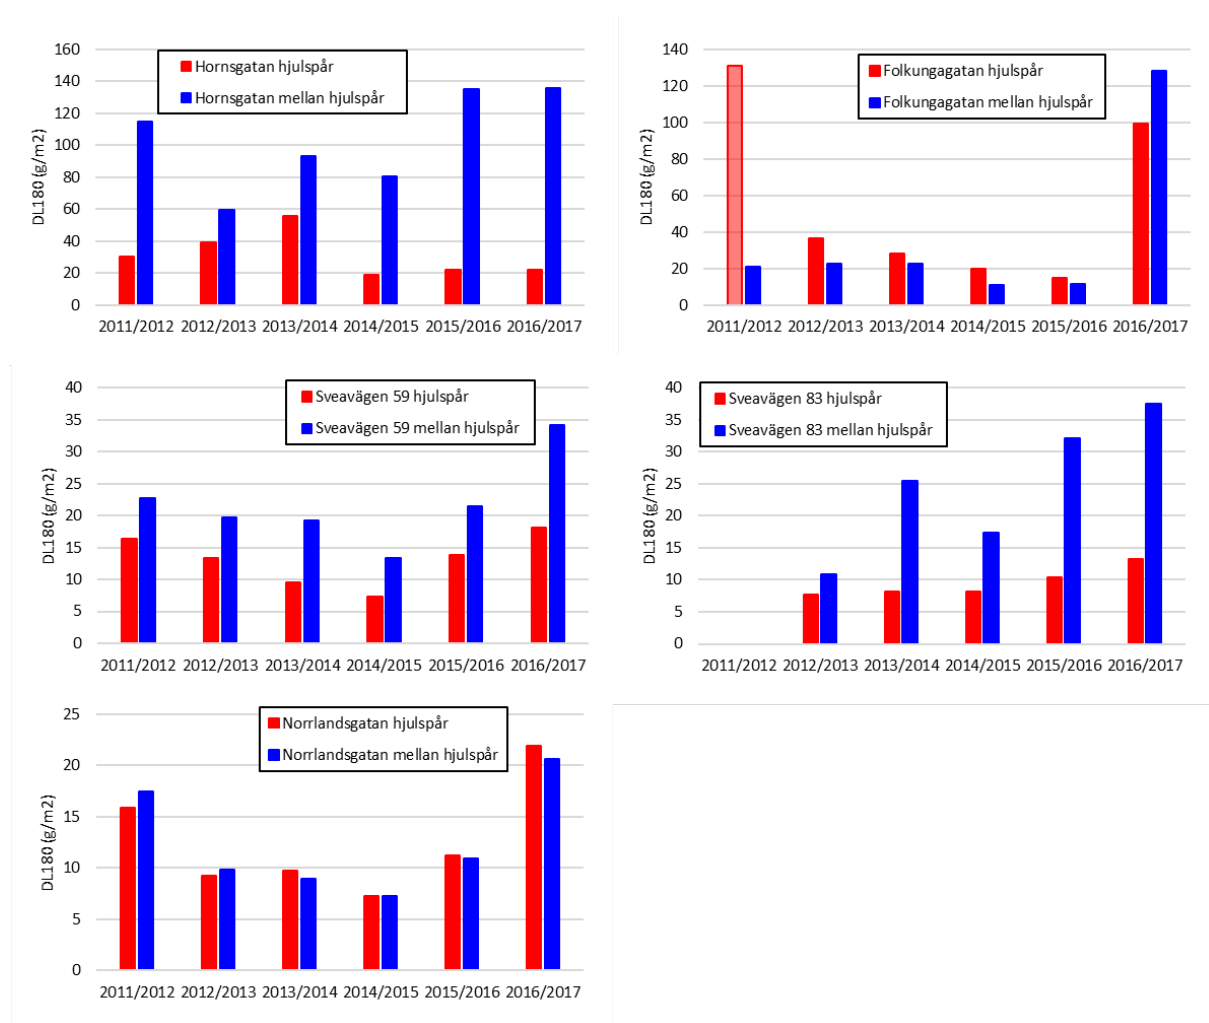 160
140
120
100
80
60
40
20
0
DL180 (g/m2)
Hornsgatan hjulspår
Hornsgatan mellan hjulspår
2011/2012 2012/2013 2013/2014 2014/2015 2015/2016 2016/2017
140
120
100
80
60
40
20
0
DL180 (g/m2)
Folkungagatan hjulspår
Folkungagatan mellan hjulspår
2011/2012 2012/2013 2013/2014 2014/2015 2015/2016 2016/2017
40
35
30
25
20
15
10
5
0
DL180 (g/m2)
Sveavägen 59 hjulspår
Sveavägen 59 mellan hjulspår
2011/2012 2012/2013 2013/2014 2014/2015 2015/2016 2016/2017
40
35
30
25
20
15
10
5
0
DL180 (g/m2)
Sveavägen 83 hjulspår
Sveavägen 83 mellan hjulspår
2011/2012 2012/2013 2013/2014 2014/2015 2015/2016 2016/2017
25
20
15
10
5
0
DL180 (g/m2)
Norrlandsgatan hjulspår
Norrlandsgatan mellan hjulspår
2011/2012 2012/2013 2013/2014 2014/2015 2015/2016 2016/2017